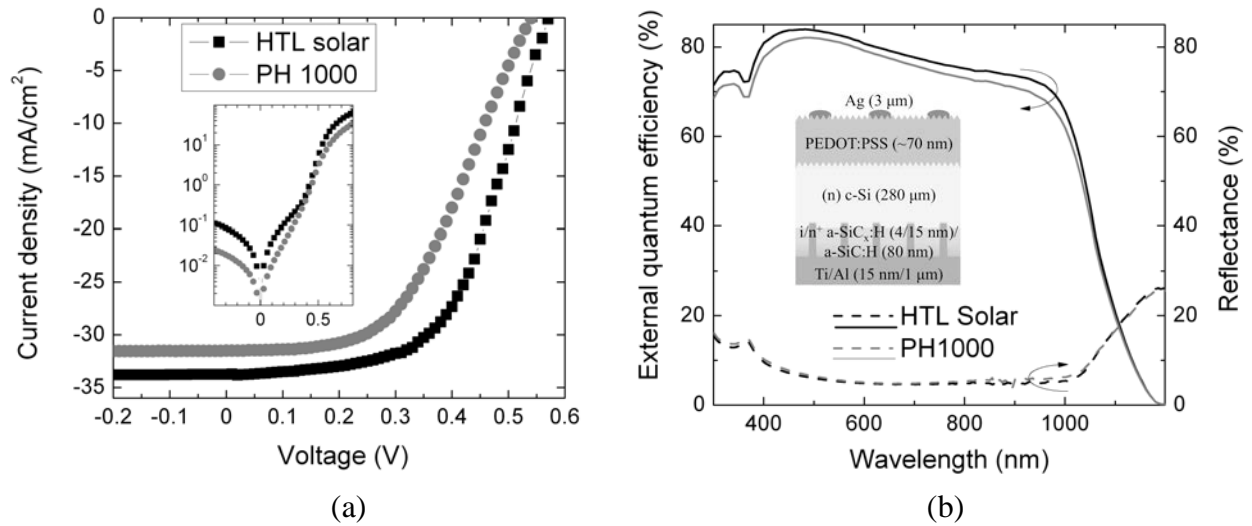 HTL solar
PH 1000
10¹
10⁰
10⁻¹
10⁻²
0
0.5
0
-5
-10
-15
-20
-25
-30
-35
-0.2
-0.1
0
0.1
0.2
0.3
0.4
0.5
0.6
Current density (mA/cm²)
Voltage (V)
(a)
80
60
40
20
0
External quantum efficiency (%)
Ag (3 μm)
PEDOT:PSS (~70 nm)
(n) c-Si (280 μm)
i/n⁺ a-SiCₓ:H (4/15 nm)/
a-SiC:H (80 nm)
Ti/Al (15 nm/1 μm)
HTL Solar
PH1000
80
60
40
20
0
Reflectance (%)
400
600
800
1000
Wavelength (nm)
(b)